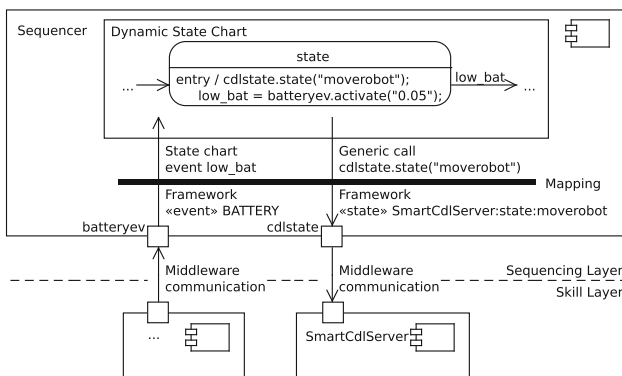 Sequencer
Dynamic State Chart
state
entry / cdlstate.state("moverobot");
low_bat = batteryev.activate("0.05");
...
low_bat
...
State chart
event low_bat
Generic call
cdlstate.state("moverobot")
Mapping
Framework
«event» BATTERY
Framework
«state» SmartCdlServer:state:moverobot
batteryev
cdlstate
Middleware
communication
Middleware
communication
Sequencing Layer
Skill Layer
...
SmartCdlServer